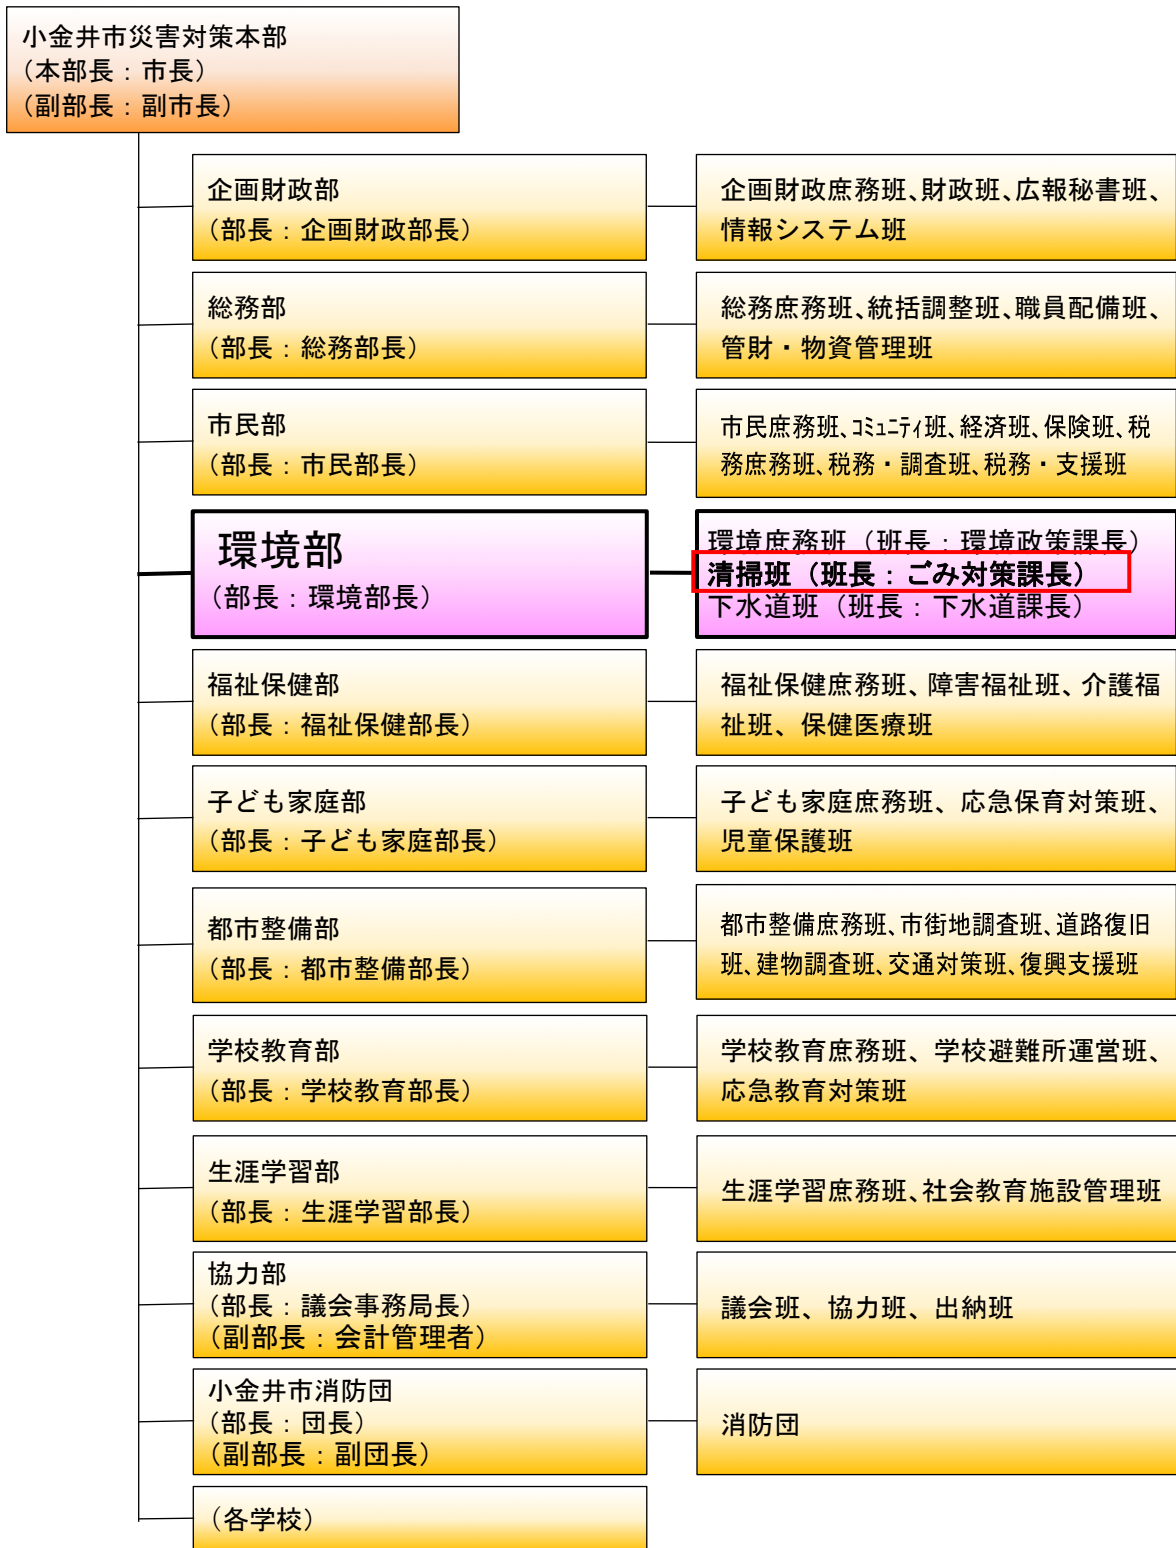 小金井市災害対策本部
(本部長：市長)
(副部長：副市長)
企画財政部
(部長：企画財政部長)
企画財政庶務班、財政班、広報秘書班、
情報システム班
総務部
(部長：総務部長)
総務庶務班、統括調整班、職員配備班、
管財・物資管理班
市民部
(部長：市民部長)
市民庶務班、ｺﾐｭﾆﾃｨ班、経済班、保険班、税
務庶務班、税務・調査班、税務・支援班
環境部
(部長：環境部長)
環境庶務班（班長：環境政策課長）
清掃班（班長：ごみ対策課長）
下水道班（班長：下水道課長）
福祉保健部
(部長：福祉保健部長)
福祉保健庶務班、障害福祉班、介護福
祉班、保健医療班
子ども家庭部
(部長：子ども家庭部長)
子ども家庭庶務班、応急保育対策班、
児童保護班
都市整備部
(部長：都市整備部長)
都市整備庶務班、市街地調査班、道路復旧
班、建物調査班、交通対策班、復興支援班
学校教育部
(部長：学校教育部長)
学校教育庶務班、学校避難所運営班、
応急教育対策班
生涯学習部
(部長：生涯学習部長)
生涯学習庶務班、社会教育施設管理班
協力部
(部長：議会事務局長)
(副部長：会計管理者)
議会班、協力班、出納班
小金井市消防団
(部長：団長)
(副部長：副団長)
消防団
(各学校)